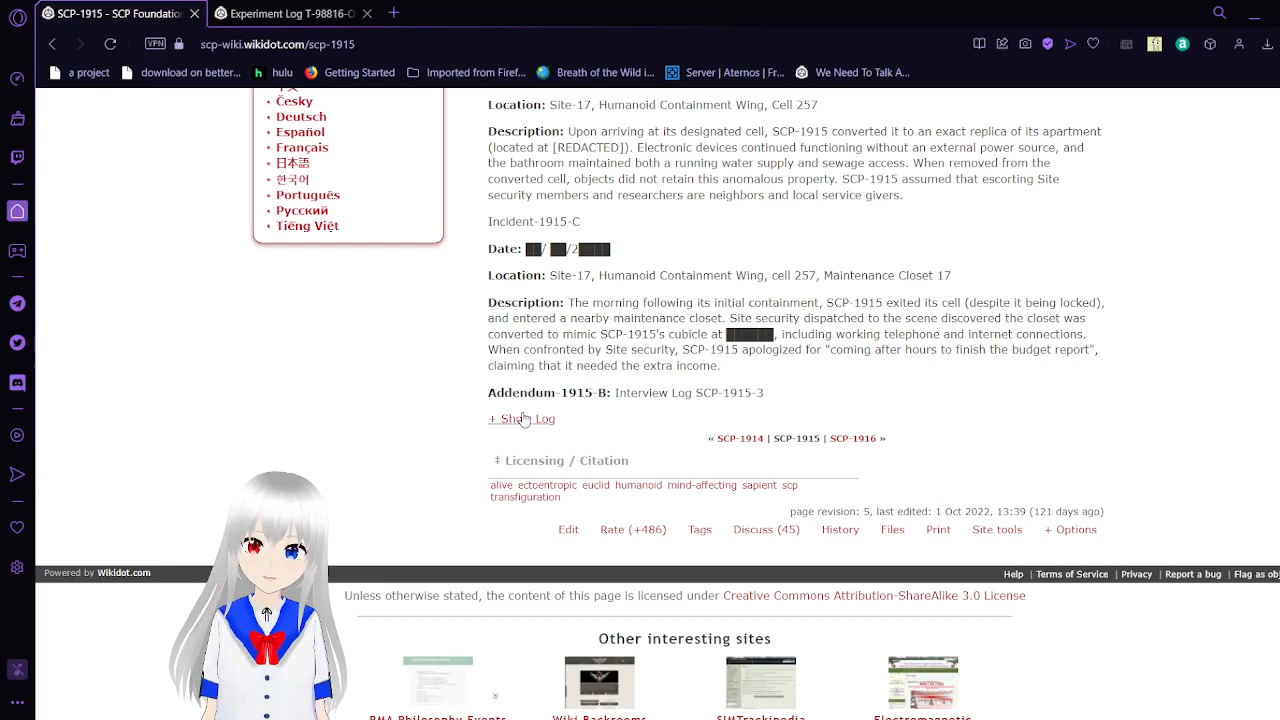 SCP-1915 - SCP Foundatio
Experiment Log T-98816-O
VPN
scp-wiki.wikidot.com/scp-1915
a project
download on better...
hulu
Getting Started
Imported from Firef...
Breath of the Wild i...
Server | Aternos | Fr...
We Need To Talk A...
Česky
Deutsch
Español
Français
日本語
한국어
Português
Русский
Tiếng Việt
Location: Site-17, Humanoid Containment Wing, Cell 257
Description: Upon arriving at its designated cell, SCP-1915 converted it to an exact replica of its apartment
(located at [REDACTED]). Electronic devices continued functioning without an external power source, and
the bathroom maintained both a running water supply and sewage access. When removed from the
converted cell, objects did not retain this anomalous property. SCP-1915 assumed that escorting Site
security members and researchers are neighbors and local service givers.
Incident-1915-C
Date: ██/ ██/2████
Location: Site-17, Humanoid Containment Wing, cell 257, Maintenance Closet 17
Description: The morning following its initial containment, SCP-1915 exited its cell (despite it being locked),
and entered a nearby maintenance closet. Site security dispatched to the scene discovered the closet was
converted to mimic SCP-1915's cubicle at ██████, including working telephone and internet connections.
When confronted by Site security, SCP-1915 apologized for "coming after hours to finish the budget report",
claiming that it needed the extra income.
Addendum-1915-B: Interview Log SCP-1915-3
+ Show Log
« SCP-1914 | SCP-1915 | SCP-1916 »
‡ Licensing / Citation
alive ectoentropic euclid humanoid mind-affecting sapient scp
transfiguration
page revision: 5, last edited: 1 Oct 2022, 13:39 (121 days ago)
Edit Rate (+486) Tags Discuss (45) History Files Print Site tools + Options
Powered by Wikidot.com
Help | Terms of Service | Privacy | Report a bug | Flag as obj
Unless otherwise stated, the content of this page is licensed under Creative Commons Attribution-ShareAlike 3.0 License
Other interesting sites
RMA Philosophy Events
Wiki Backrooms
SIMTrackipedia
Electromagnetic